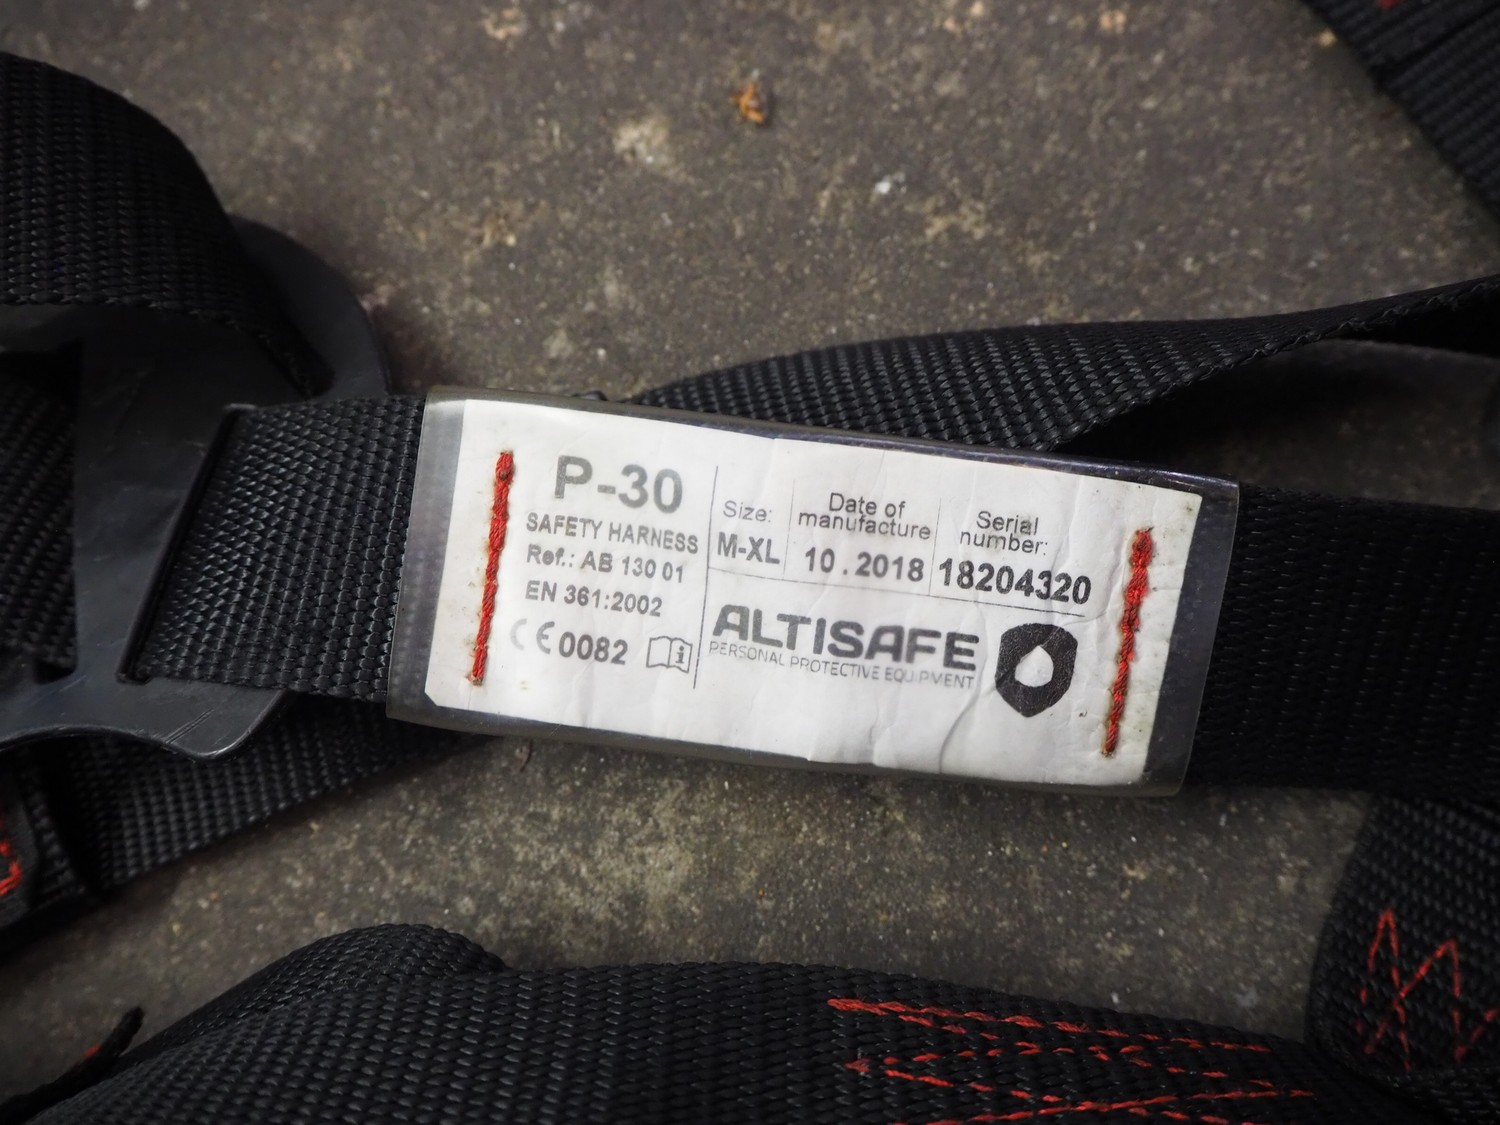 P-30
SAFETY HARNESS
Ref.: AB 130 01
EN 361:2002
CE 0082
Size:
M-XL
Date of
manufacture
10.2018
Serial
number:
18204320
ALTISAFE
PERSONAL PROTECTIVE EQUIPMENT